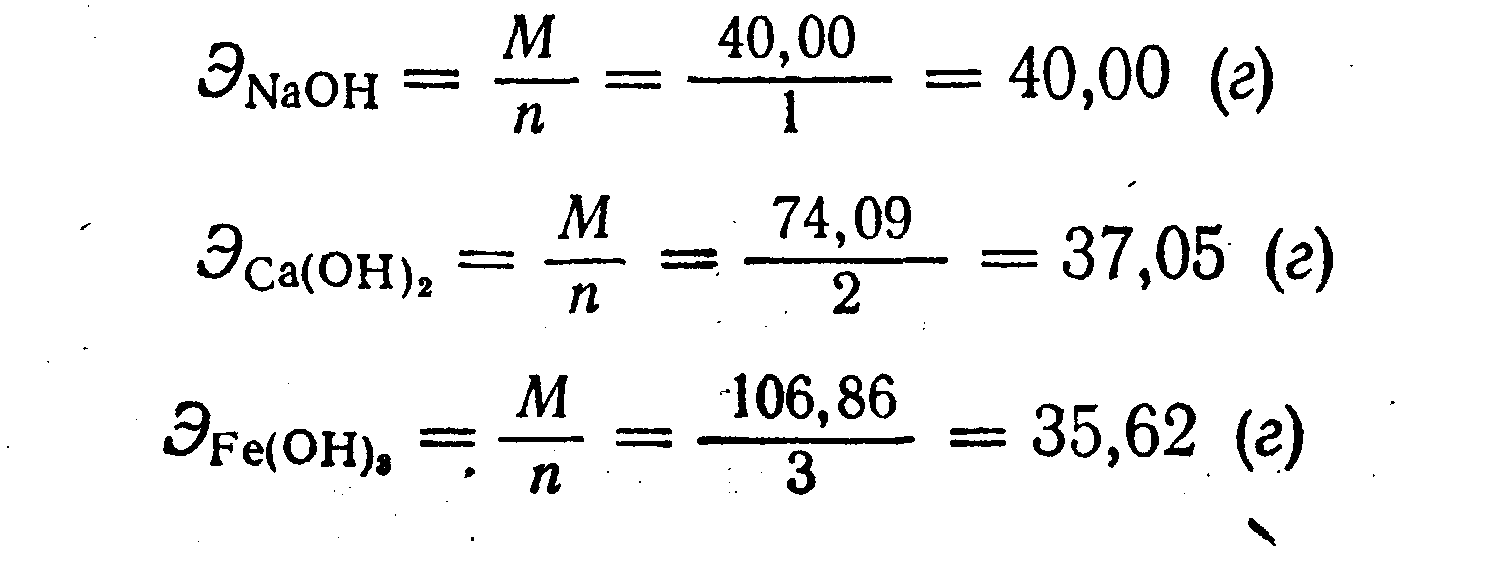 Э_NaOH = M/n = 40,00/1 = 40,00 (г)
Э_Ca(OH)₂ = M/n = 74,09/2 = 37,05 (г)
Э_Fe(OH)₃ = M/n = 106,86/3 = 35,62 (г)